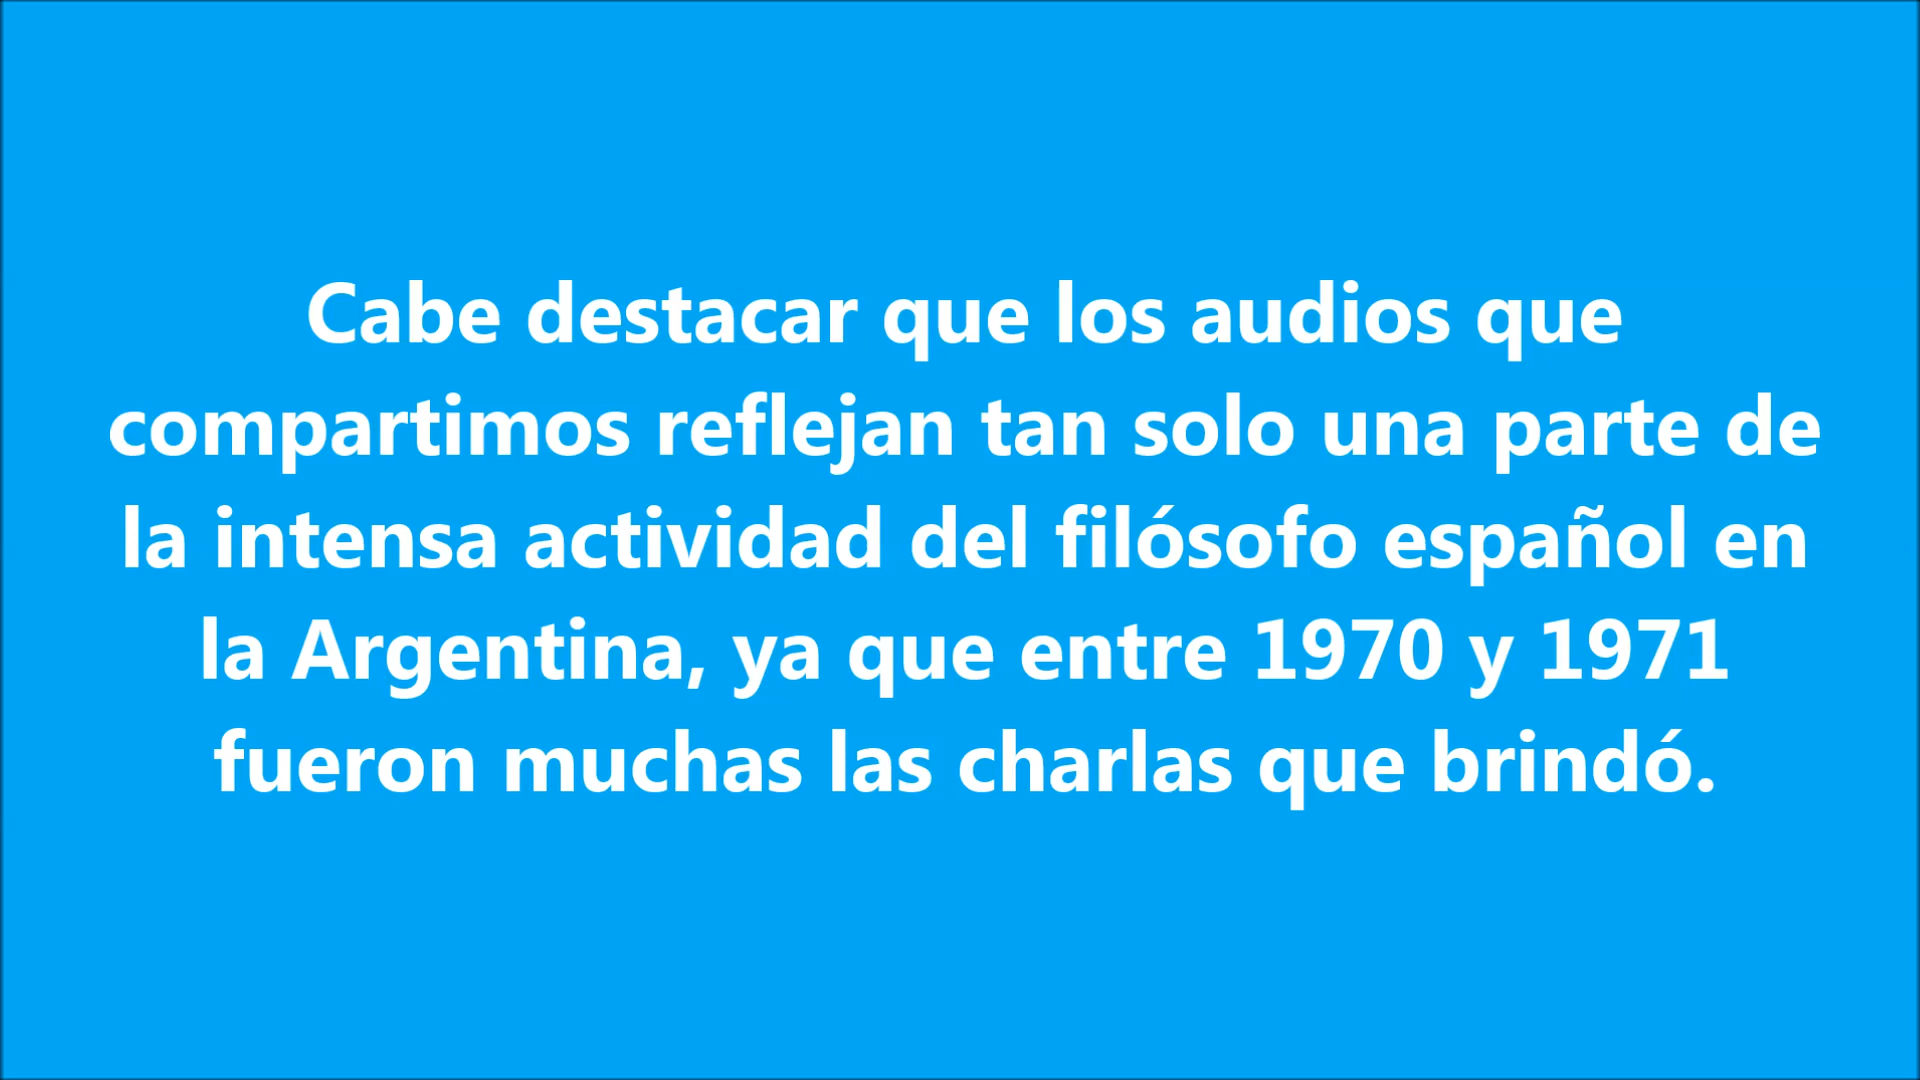 Cabe destacar que los audios que
compartimos reflejan tan solo una parte de
la intensa actividad del filósofo español en
la Argentina, ya que entre 1970 y 1971
fueron muchas las charlas que brindó.